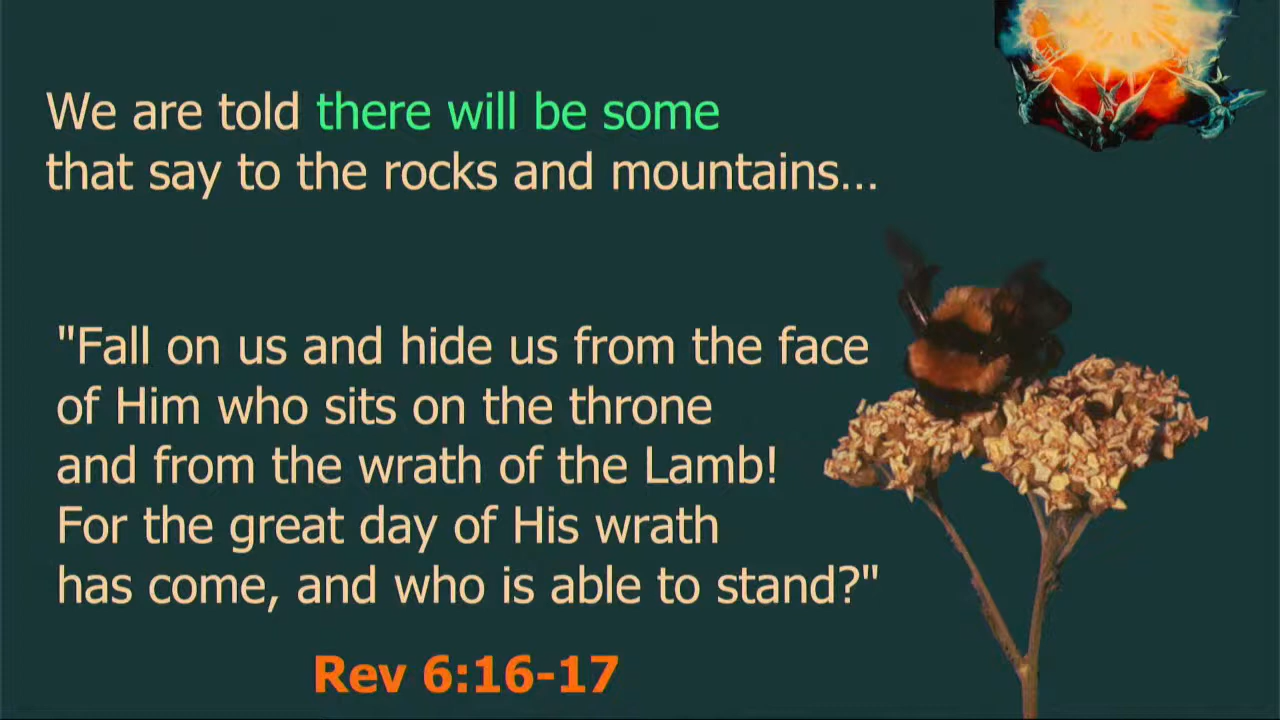 We are told there will be some
that say to the rocks and mountains...
"Fall on us and hide us from the face
of Him who sits on the throne
and from the wrath of the Lamb!
For the great day of His wrath
has come, and who is able to stand?"
Rev 6:16-17